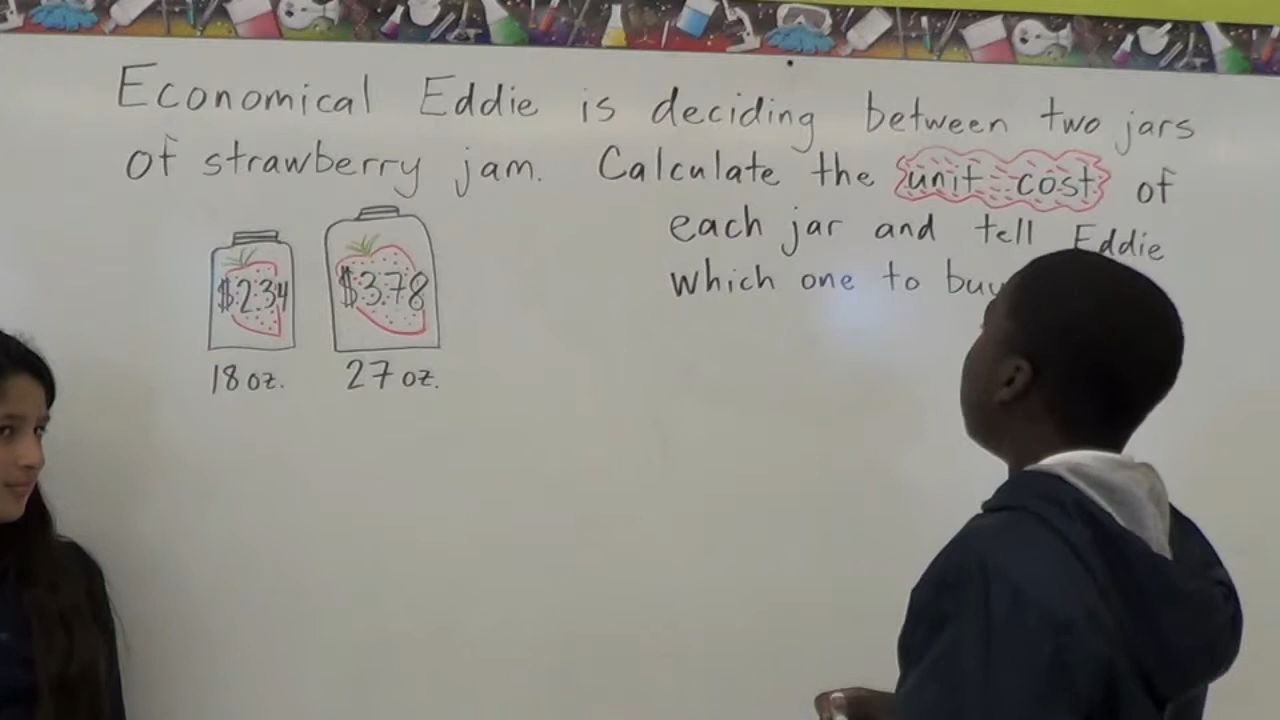 Economical Eddie is deciding between two jars
of strawberry jam. Calculate the unit cost of
each jar and tell Eddie
which one to buy
$2.34 $3.78
18 oz. 27 oz.